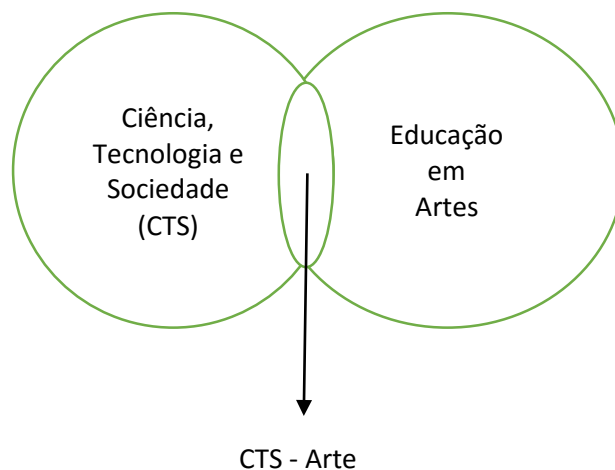 Ciência,
Tecnologia e
Sociedade
(CTS)
Educação
em
Artes
CTS - Arte